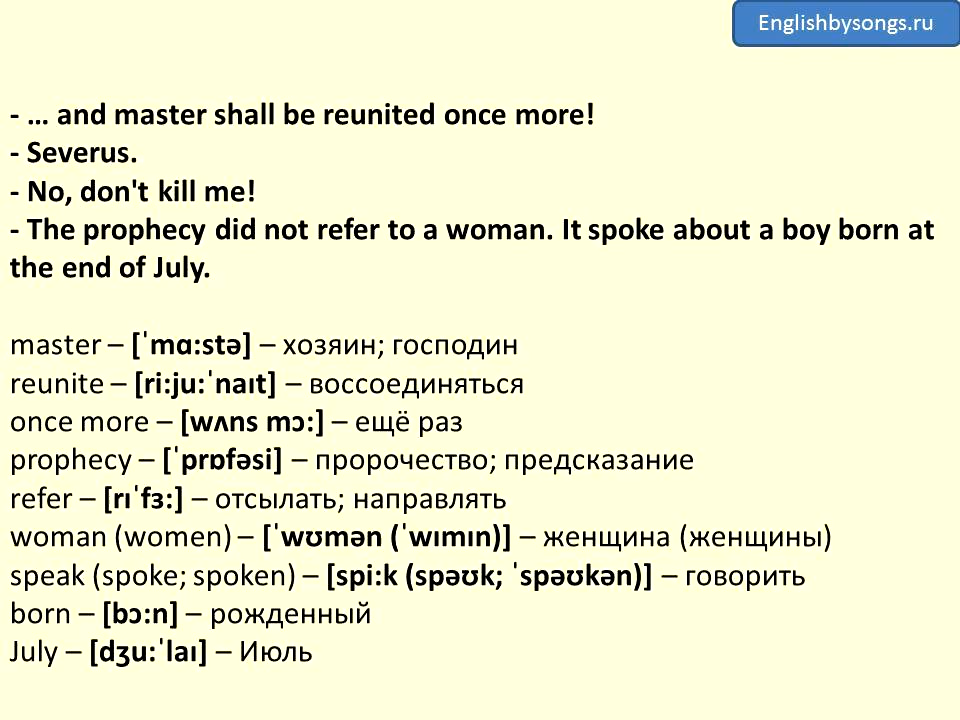 Englishbysongs.ru
- … and master shall be reunited once more!
- Severus.
- No, don't kill me!
- The prophecy did not refer to a woman. It spoke about a boy born at
the end of July.
master – [ˈmɑ:stə] – хозяин; господин
reunite – [ri:ju:ˈnaɪt] – воссоединяться
once more – [wʌns mɔ:] – ещё раз
prophecy – [ˈprɒfəsi] – пророчество; предсказание
refer – [rɪˈfɜ:] – отсылать; направлять
woman (women) – [ˈwʊmən (ˈwɪmɪn)] – женщина (женщины)
speak (spoke; spoken) – [spi:k (spəʊk; ˈspəʊkən)] – говорить
born – [bɔ:n] – рожденный
July – [dʒu:ˈlaɪ] – Июль